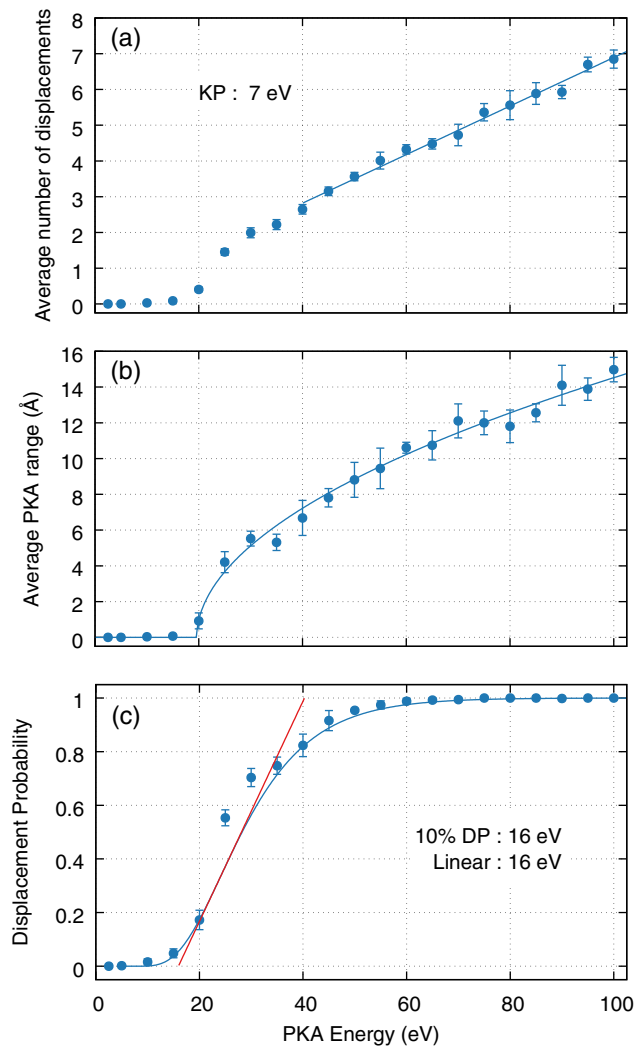 (a)
KP : 7 eV
Average number of displacements
8
7
6
5
4
3
2
1
0
(b)
Average PKA range (Å)
16
14
12
10
8
6
4
2
0
(c)
10% DP : 16 eV
Linear : 16 eV
Displacement Probability
1
0.8
0.6
0.4
0.2
0
0 20 40 60 80 100
PKA Energy (eV)